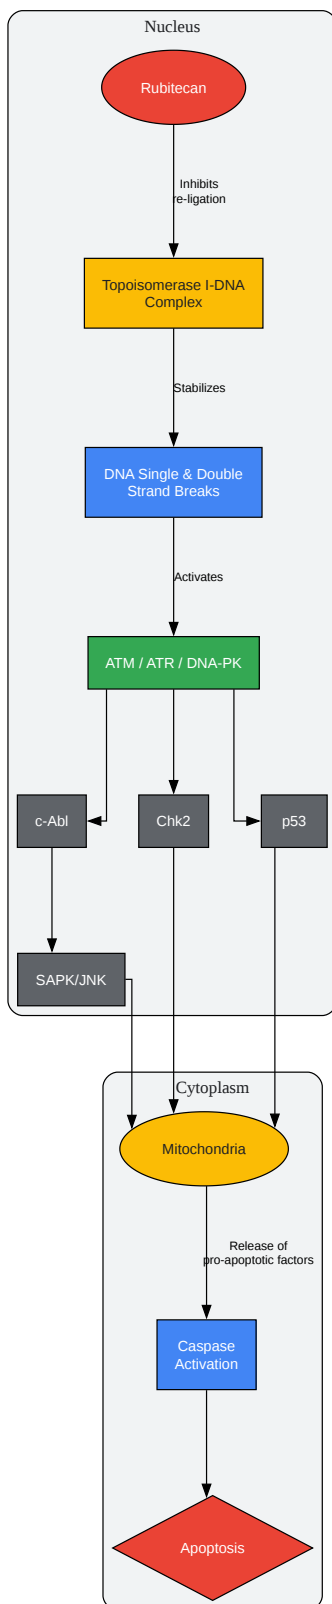 Nucleus
Rubitecan
Inhibits
re-ligation
Topoisomerase I-DNA
Complex
Stabilizes
DNA Single & Double
Strand Breaks
Activates
ATM / ATR / DNA-PK
c-Abl
Chk2
p53
SAPK/JNK
Cytoplasm
Mitochondria
Release of
pro-apoptotic factors
Caspase
Activation
Apoptosis